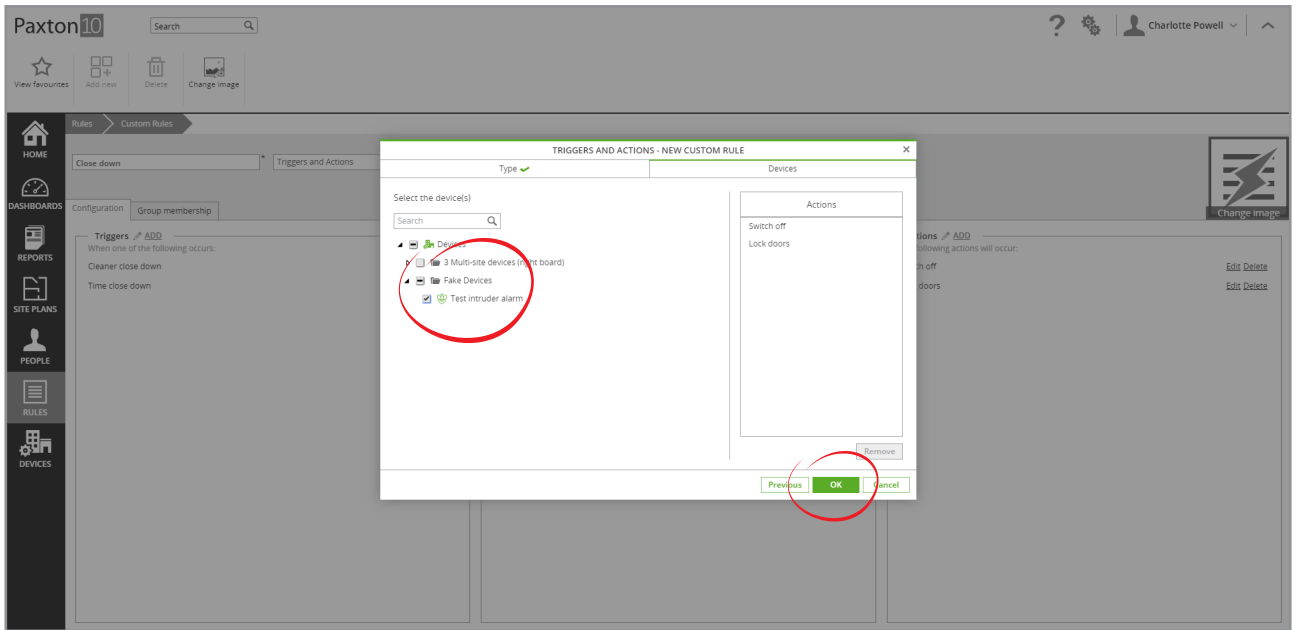 Paxton10
Search
Charlotte Powell
View favourites
Add new
Delete
Change image
Rules
Custom Rules
HOME
DASHBOARDS
REPORTS
SITE PLANS
PEOPLE
RULES
DEVICES
Close down
*
Triggers and Actions
Change image
Configuration
Group membership
Triggers ADD
When one of the following occurs:
Cleaner close down
Time close down
TRIGGERS AND ACTIONS - NEW CUSTOM RULE
Type
Devices
Select the device(s)
Search
Devices
3 Multi-site devices (right board)
Fake Devices
Test intruder alarm
Actions
Switch off
Lock doors
Remove
Previous
OK
Cancel
tions ADD
following actions will occur:
h off
Edit Delete
doors
Edit Delete